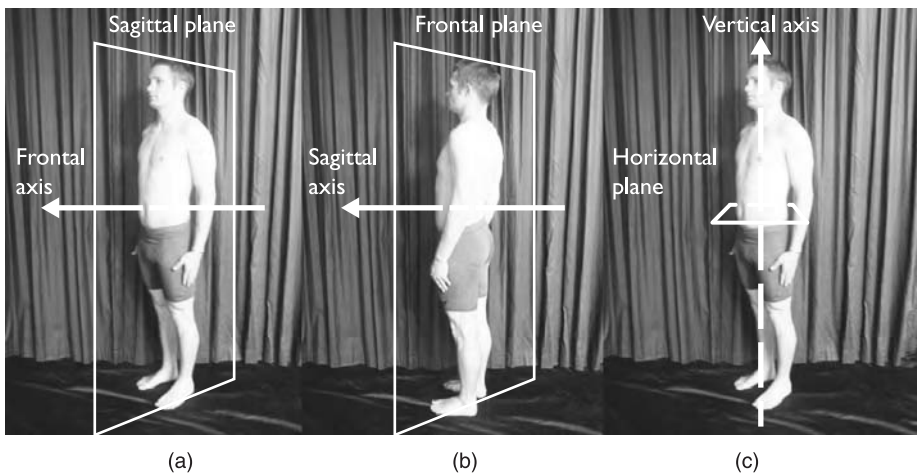 Sagittal plane
Frontal
axis
(a)
Frontal plane
Sagittal
axis
(b)
Vertical axis
Horizontal
plane
(c)